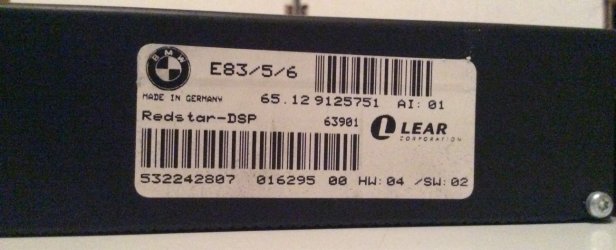 BMW
E83/5/6
MADE IN GERMANY
65.12 9125751 AI: 01
Redstar-DSP
63901
LEAR
CORPORATION
532242807 016295 00 HW: 04 /SW: 02